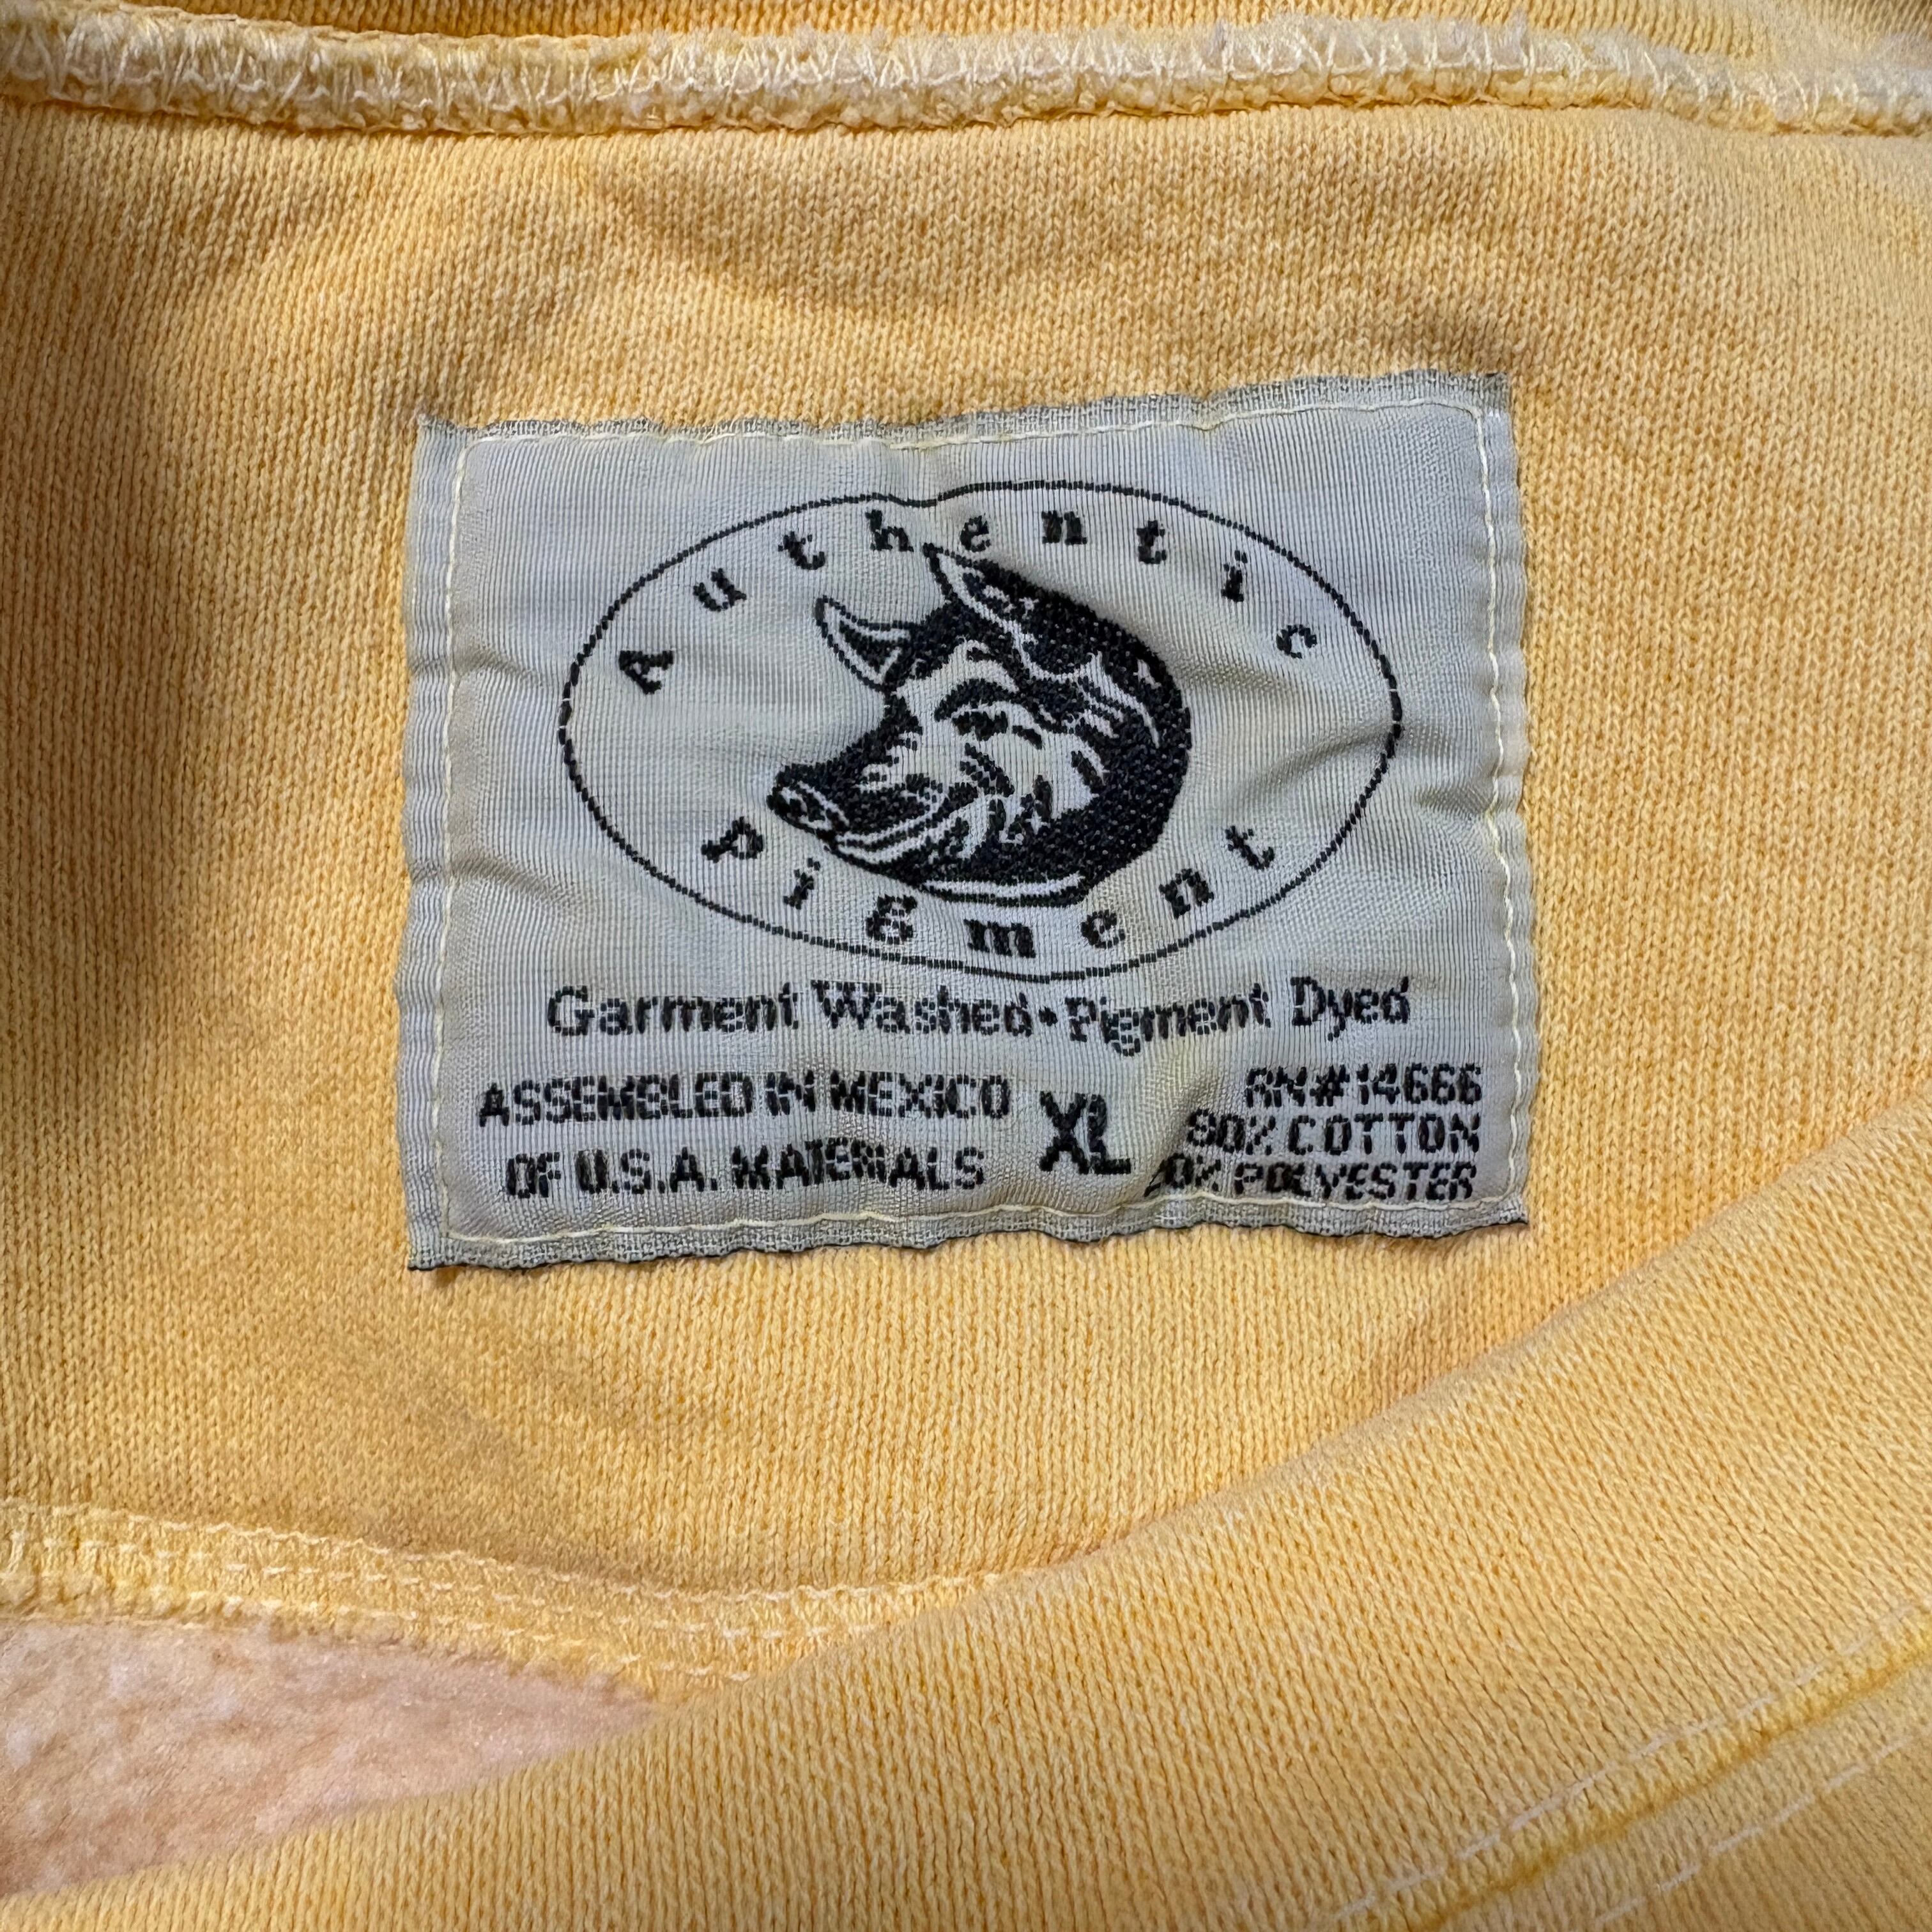 Authentic
Pigment
Garment Washed • Pigment Dyed
ASSEMBLED IN MEXICO
OF U.S.A. MATERIALS
XL
RN#14666
80% COTTON
20% POLYESTER